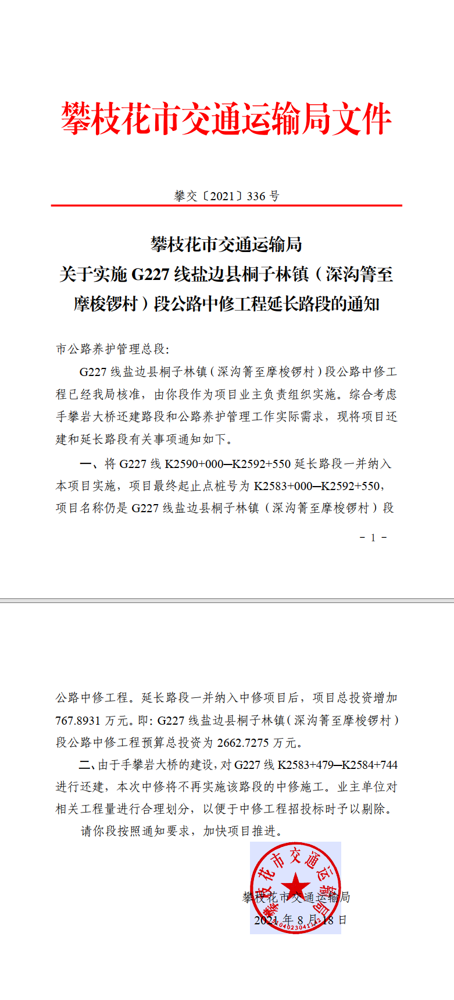 攀枝花市交通运输局文件
攀交〔2021〕336 号
攀枝花市交通运输局
关于实施 G227 线盐边县桐子林镇（深沟箐至
摩梭锣村）段公路中修工程延长路段的通知
市公路养护管理总段：
G227 线盐边县桐子林镇（深沟箐至摩梭锣村）段公路中修工
程已经我局核准，由你段作为项目业主负责组织实施。综合考虑
手攀岩大桥还建路段和公路养护管理工作实际需求，现将项目还
建和延长路段有关事项通知如下。
一、将 G227 线 K2590+000—K2592+550 延长路段一并纳入
本项目实施，项目最终起止点桩号为 K2583+000—K2592+550，
项目名称仍是 G227 线盐边县桐子林镇（深沟箐至摩梭锣村）段
- 1 -
公路中修工程。延长路段一并纳入中修项目后，项目总投资增加
767.8931 万元。即：G227 线盐边县桐子林镇（深沟箐至摩梭锣村）
段公路中修工程预算总投资为 2662.7275 万元。
二、由于手攀岩大桥的建设，对 G227 线 K2583+479—K2584+744
进行还建，本次中修将不再实施该路段的中修施工。业主单位对
相关工程量进行合理划分，以便于中修工程招投标时予以剔除。
请你段按照通知要求，加快项目推进。
攀枝花市交通运输局
攀枝花市交通运输局
2021 年 8 月 18 日
5104023041142